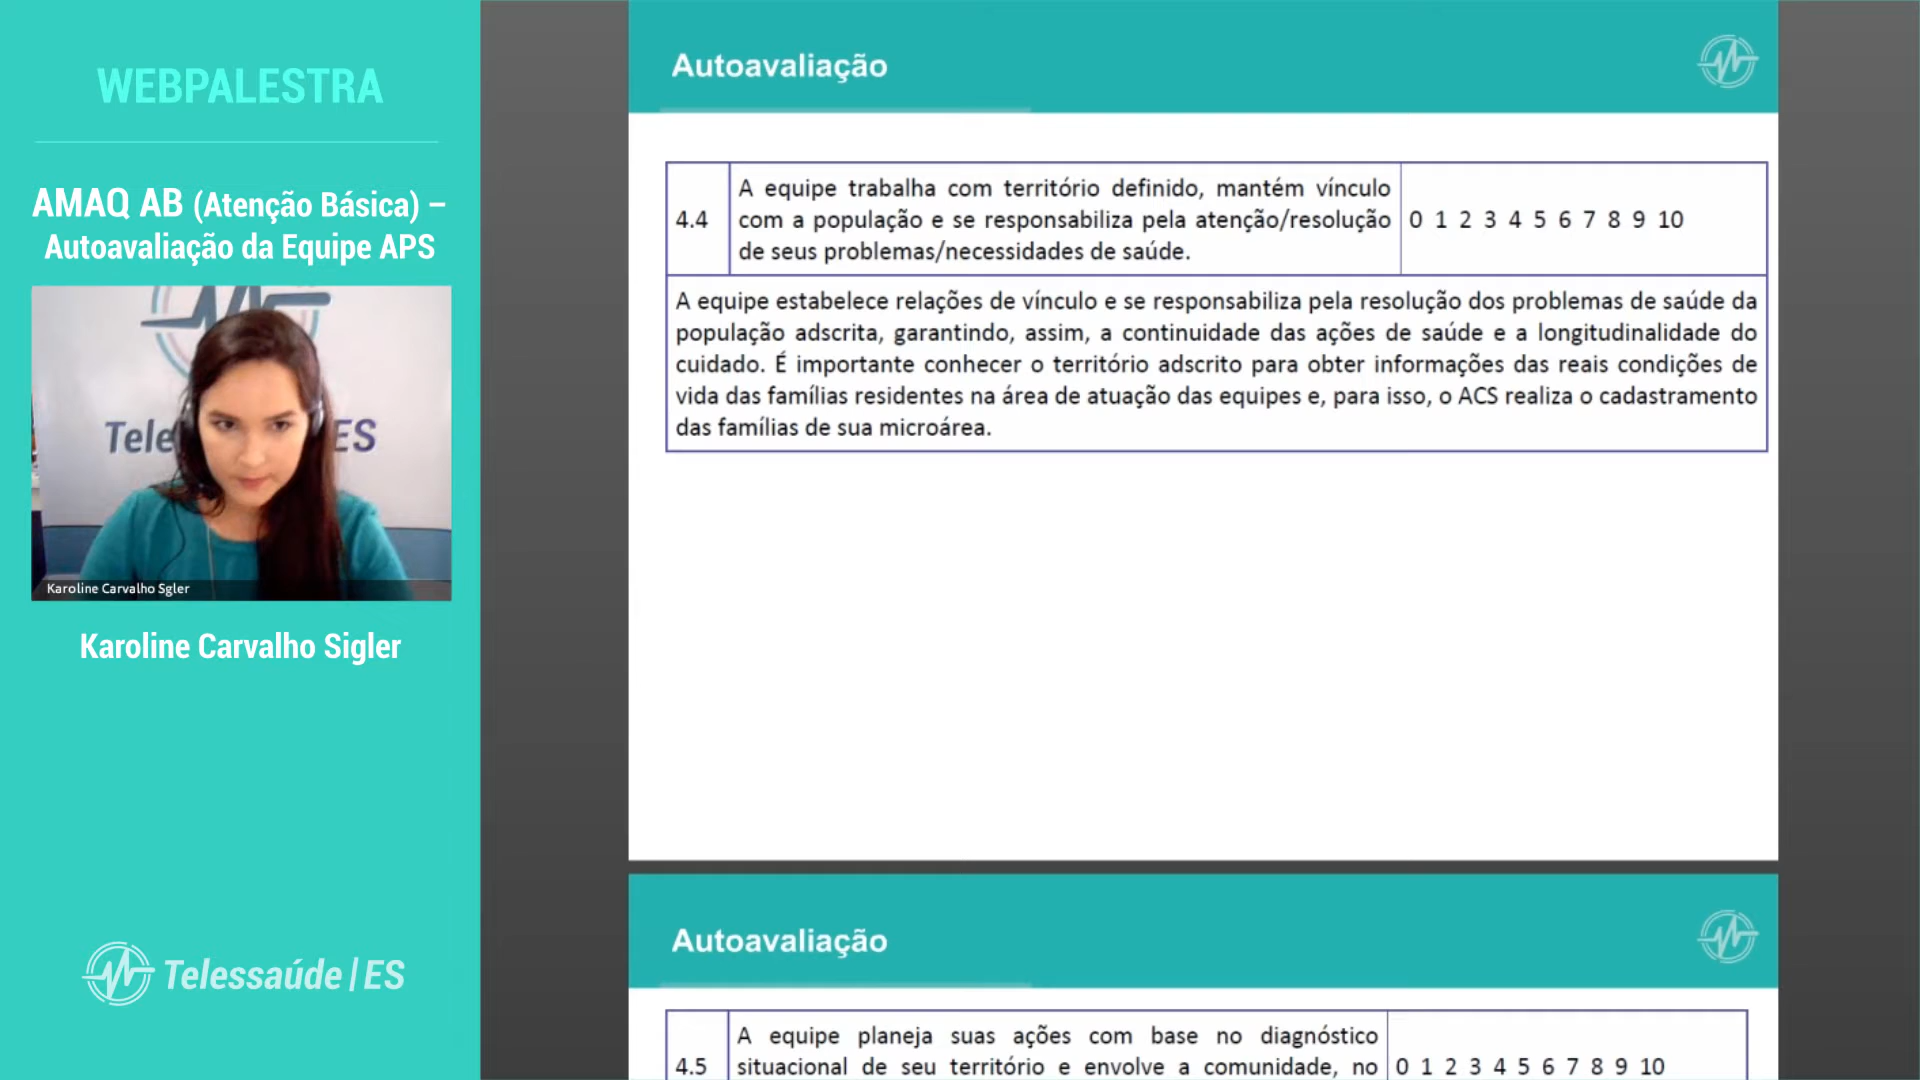 WEBPALESTRA
AMAQ AB (Atenção Básica) –
Autoavaliação da Equipe APS
Tele ES
Karoline Carvalho Sgler
Karoline Carvalho Sigler
Telessaúde|ES
Autoavaliação
4.4
A equipe trabalha com território definido, mantém vínculo
com a população e se responsabiliza pela atenção/resolução
de seus problemas/necessidades de saúde.
0 1 2 3 4 5 6 7 8 9 10
A equipe estabelece relações de vínculo e se responsabiliza pela resolução dos problemas de saúde da
população adscrita, garantindo, assim, a continuidade das ações de saúde e a longitudinalidade do
cuidado. É importante conhecer o território adscrito para obter informações das reais condições de
vida das famílias residentes na área de atuação das equipes e, para isso, o ACS realiza o cadastramento
das famílias de sua microárea.
Autoavaliação
4.5
A equipe planeja suas ações com base no diagnóstico
situacional de seu território e envolve a comunidade, no
0 1 2 3 4 5 6 7 8 9 10